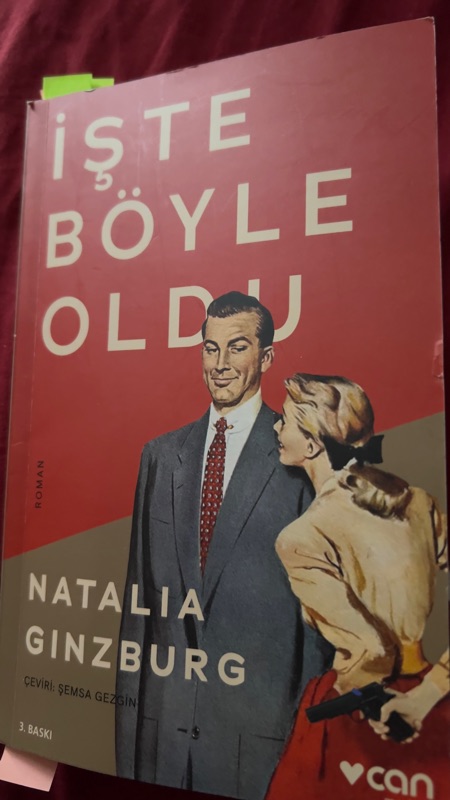 İŞTE
BÖYLE
OLDU
ROMAN
NATALIA
GINZBURG
ÇEVİRİ: ŞEMSA GEZGİN
3. BASKI
can